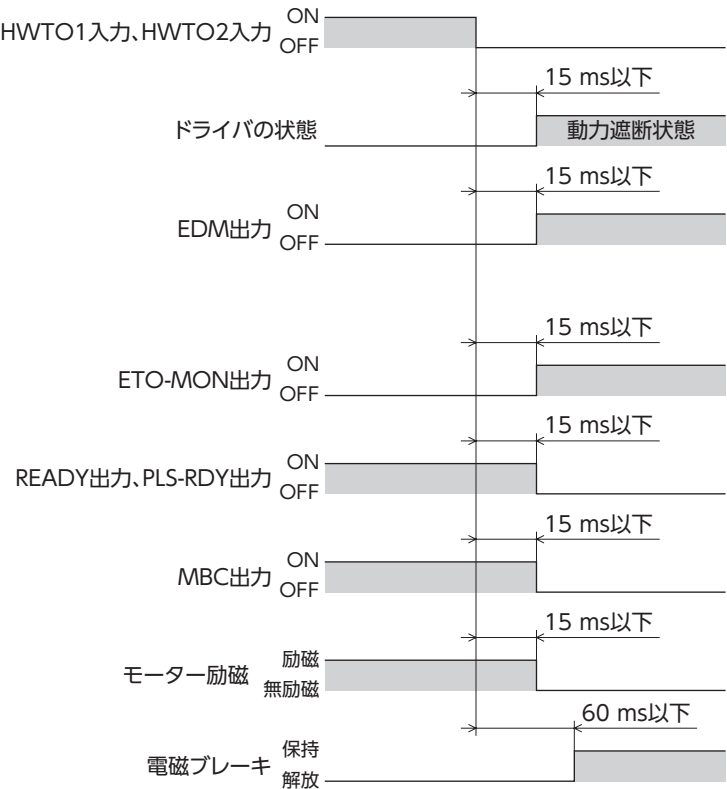 HWTO1入力、HWTO2入力 ON
OFF
15 ms以下
ドライバの状態 動力遮断状態
15 ms以下
EDM出力 ON
OFF
15 ms以下
ETO-MON出力 ON
OFF
15 ms以下
READY出力、PLS-RDY出力 ON
OFF
15 ms以下
MBC出力 ON
OFF
15 ms以下
モーター励磁 励磁
無励磁
60 ms以下
電磁ブレーキ 保持
解放